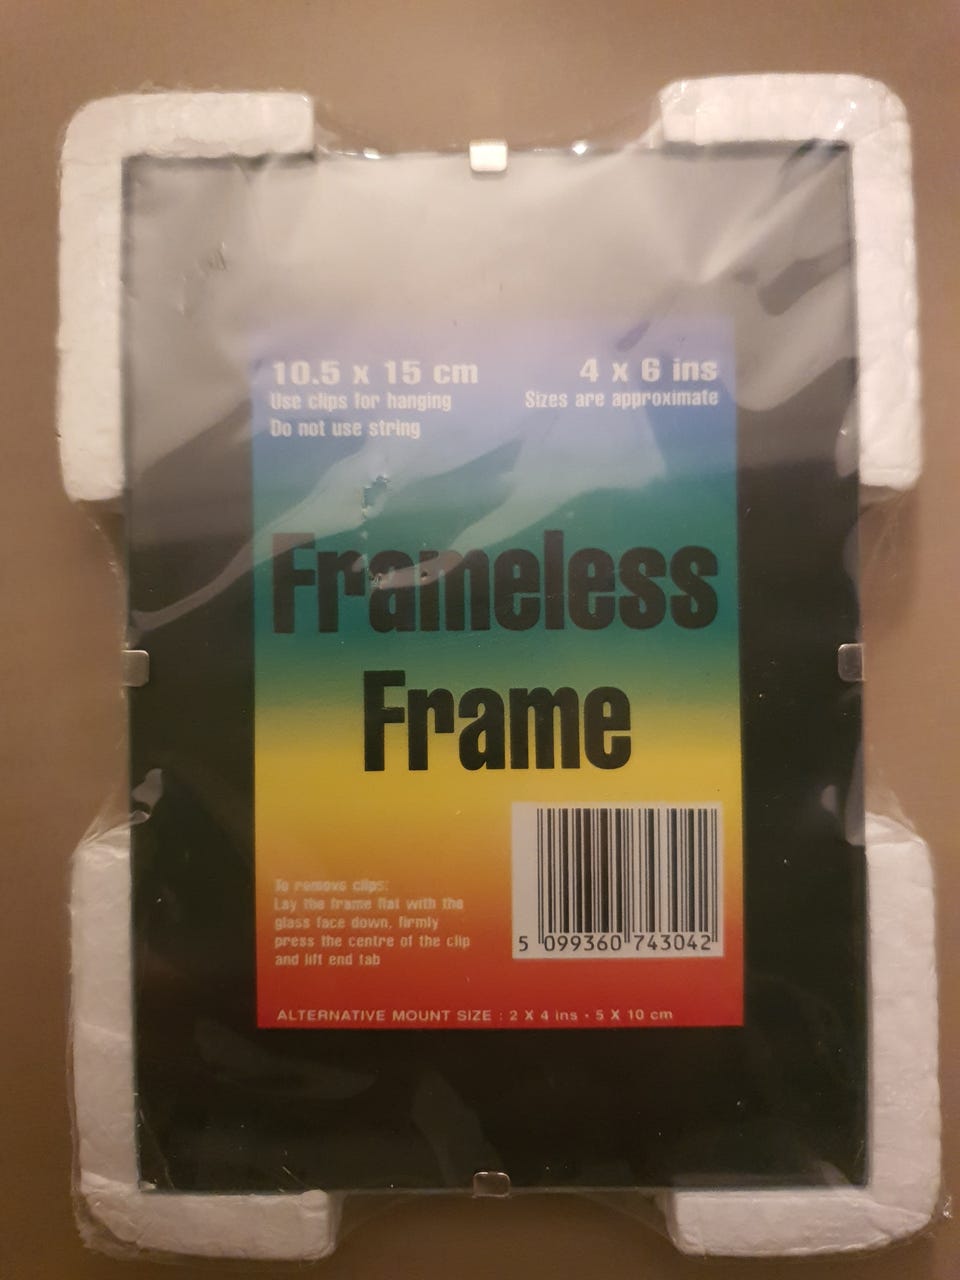 10.5 x 15 cm
4 x 6 ins
Use clips for hanging
Sizes are approximate
Do not use string
Frameless
Frame
To remove clips:
Lay the frame flat with the
glass face down, firmly
press the centre of the clip
and lift end tab
5 099360 743042
ALTERNATIVE MOUNT SIZE : 2 X 4 ins - 5 X 10 cm